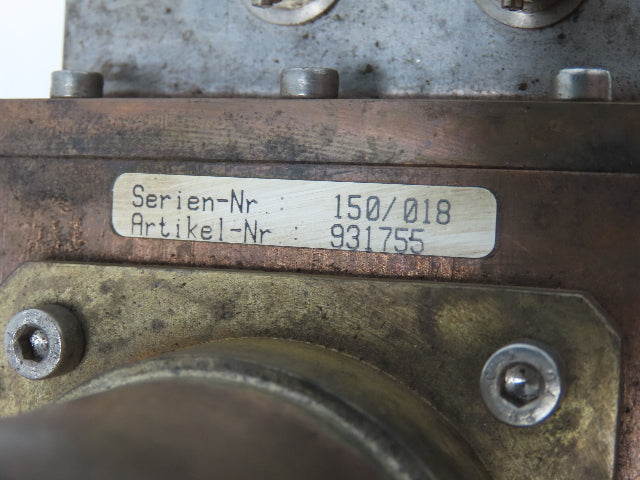 Serien-Nr : 150/018
Artikel-Nr : 931755